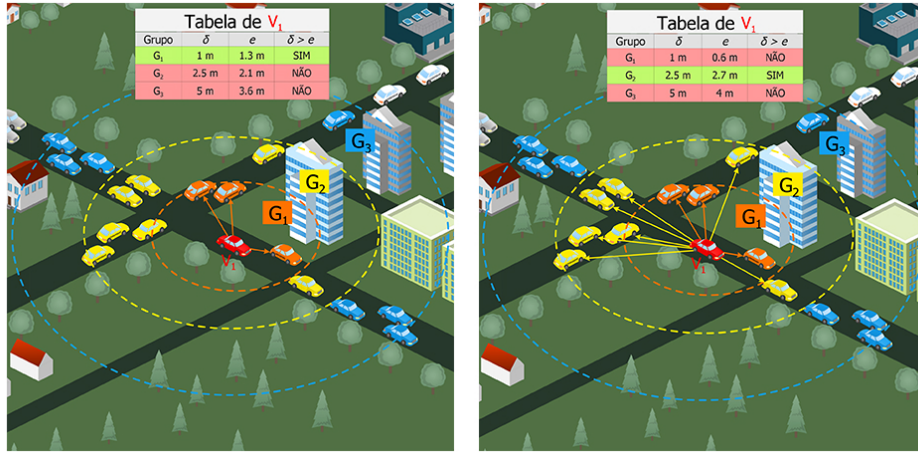 Tabela de V₁
Grupo δ e δ > e
G₁ 1 m 1.3 m SIM
G₂ 2.5 m 2.1 m NÃO
G₃ 5 m 3.6 m NÃO
G₃
G₂
G₁
V₁
Tabela de V₁
Grupo δ e δ > e
G₁ 1 m 0.6 m NÃO
G₂ 2.5 m 2.7 m SIM
G₃ 5 m 4 m NÃO
G₃
G₂
G₁
V₁